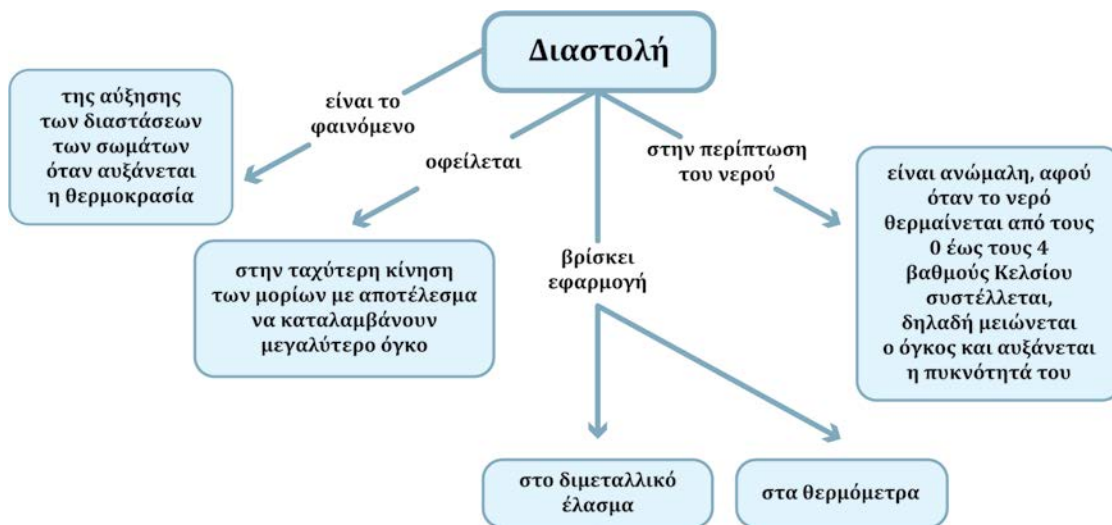 Διαστολή
είναι το
φαινόμενο
της αύξησης
των διαστάσεων
των σωμάτων
όταν αυξάνεται
η θερμοκρασία
οφείλεται
στην ταχύτερη κίνηση
των μορίων με αποτέλεσμα
να καταλαμβάνουν
μεγαλύτερο όγκο
βρίσκει
εφαρμογή
στο διμεταλλικό
έλασμα
στα θερμόμετρα
στην περίπτωση
του νερού
είναι ανώμαλη, αφού
όταν το νερό
θερμαίνεται από τους
0 έως τους 4
βαθμούς Κελσίου
συστέλλεται,
δηλαδή μειώνεται
ο όγκος και αυξάνεται
η πυκνότητά του